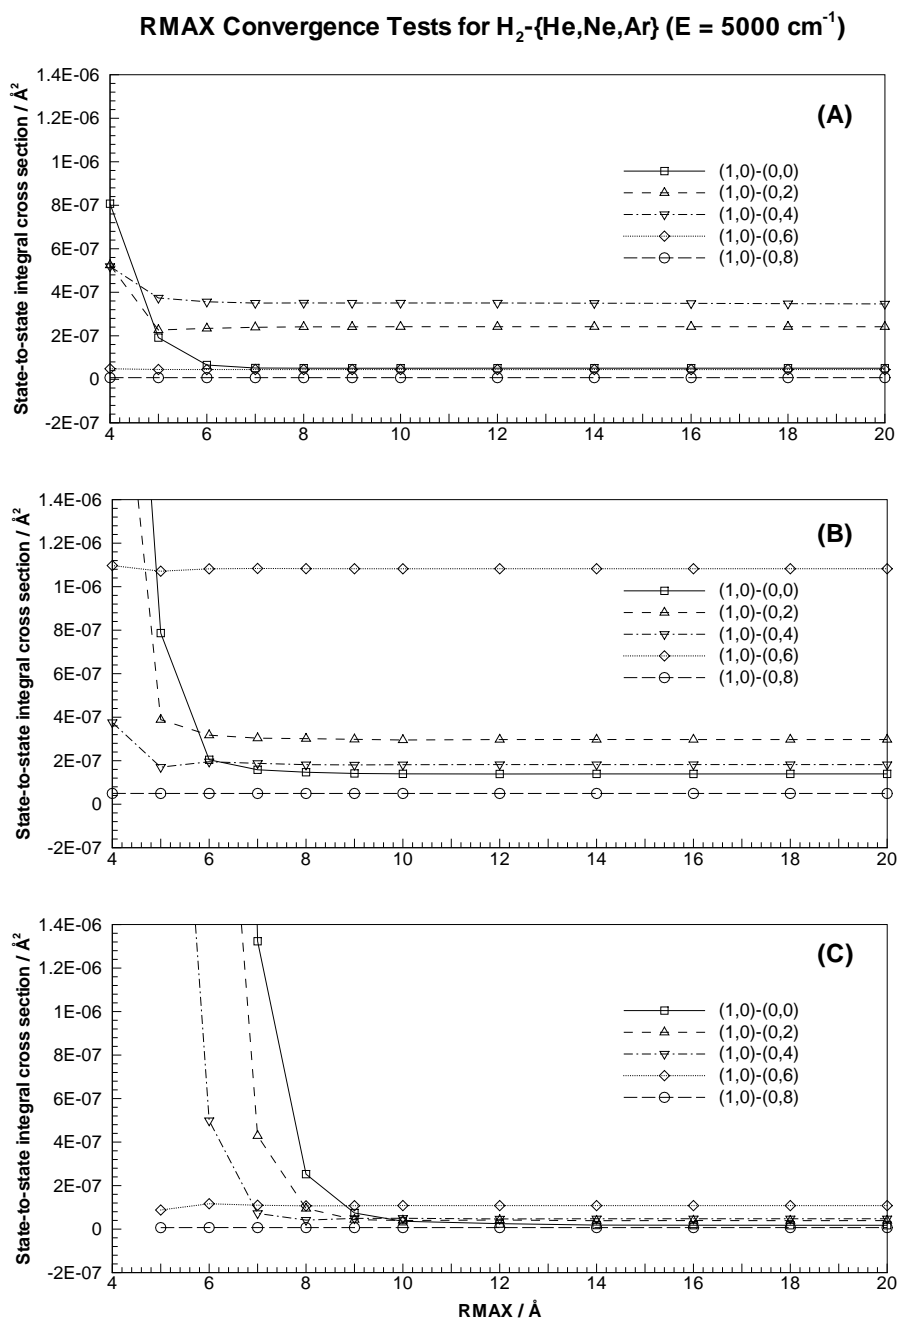 RMAX Convergence Tests for H₂-{He,Ne,Ar} (E = 5000 cm⁻¹)
State-to-state integral cross section / Å²
1.4E-06
1.2E-06
1E-06
8E-07
6E-07
4E-07
2E-07
0
-2E-07
4 6 8 10 12 14 16 18 20
(A)
(1,0)-(0,0)
(1,0)-(0,2)
(1,0)-(0,4)
(1,0)-(0,6)
(1,0)-(0,8)
State-to-state integral cross section / Å²
1.4E-06
1.2E-06
1E-06
8E-07
6E-07
4E-07
2E-07
0
-2E-07
4 6 8 10 12 14 16 18 20
(B)
(1,0)-(0,0)
(1,0)-(0,2)
(1,0)-(0,4)
(1,0)-(0,6)
(1,0)-(0,8)
State-to-state integral cross section / Å²
1.4E-06
1.2E-06
1E-06
8E-07
6E-07
4E-07
2E-07
0
-2E-07
4 6 8 10 12 14 16 18 20
(C)
(1,0)-(0,0)
(1,0)-(0,2)
(1,0)-(0,4)
(1,0)-(0,6)
(1,0)-(0,8)
RMAX / Å